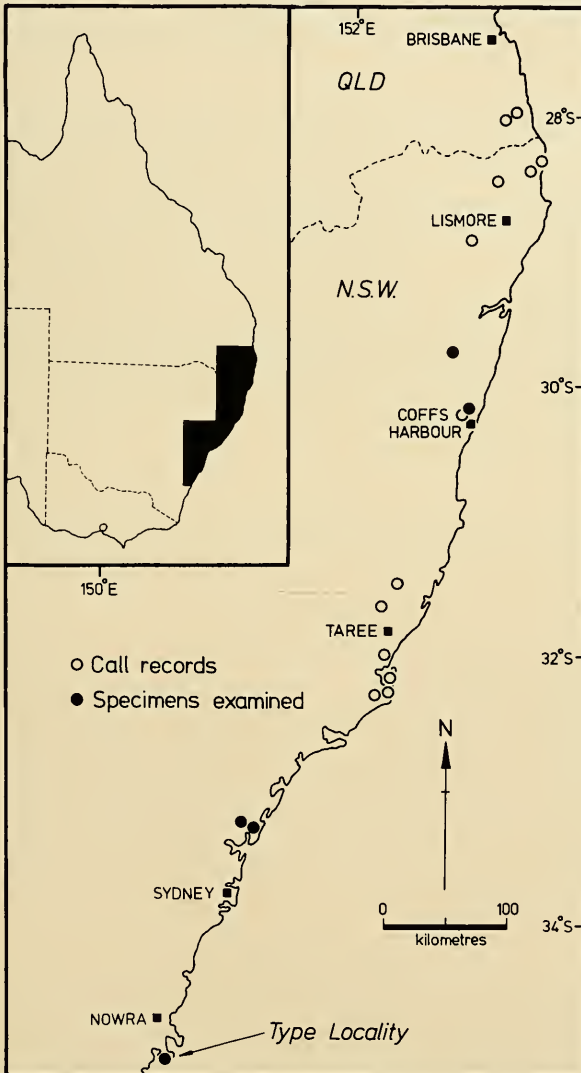 152°E
BRISBANE
QLD
28°S
LISMORE
N.S.W.
30°S
COFFS
HARBOUR
150°E
TAREE
32°S
Call records
Specimens examined
N
SYDNEY
0 100
kilometres
34°S
NOWRA
Type Locality